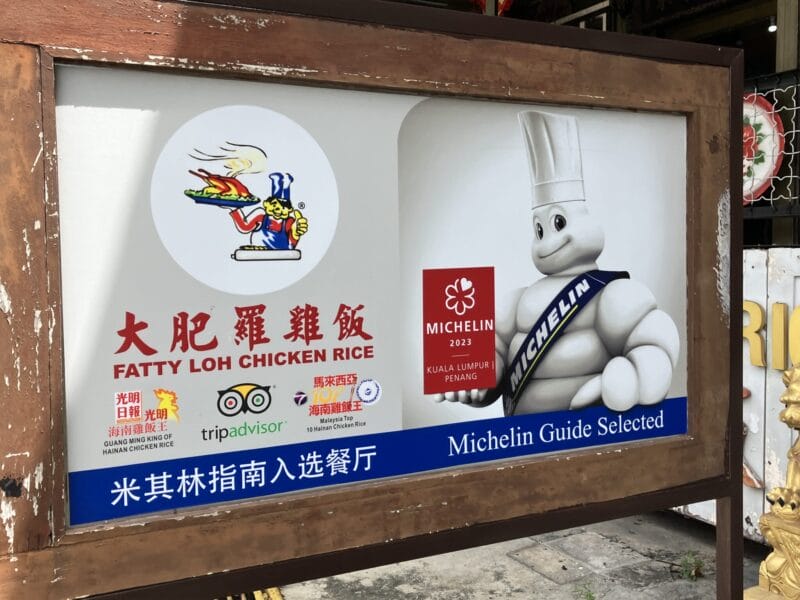 大肥羅雞飯
FATTY LOH CHICKEN RICE
光明
日報
光明
海南雞飯王
GUANG MING KING OF
HAINAN CHICKEN RICE
tripadvisor®
馬來西亞
海南雞飯王
Malaysia Top
10 Hainan Chicken Rice
米其林指南入选餐厅
®
MICHELIN
2023
KUALA LUMPUR |
PENANG
MICHELIN
Michelin Guide Selected